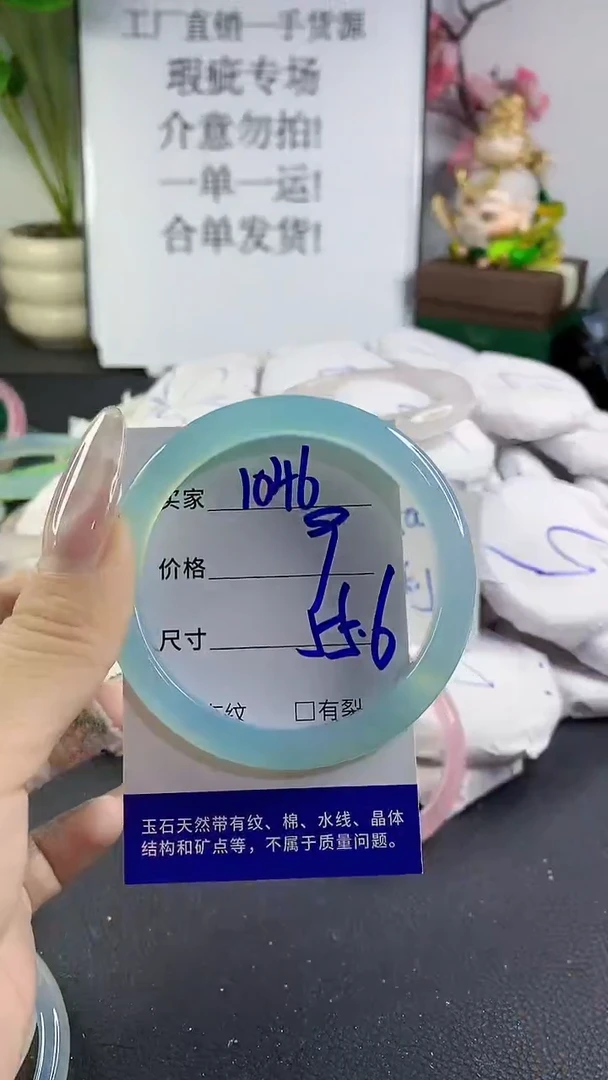 工厂直销一手货源
瑕疵专场
介意勿拍!
一单一运!
合单发货!
买家 1046
价格
尺寸 55.6
有纹 □有裂
玉石天然带有纹、棉、水线、晶体
结构和矿点等，不属于质量问题。